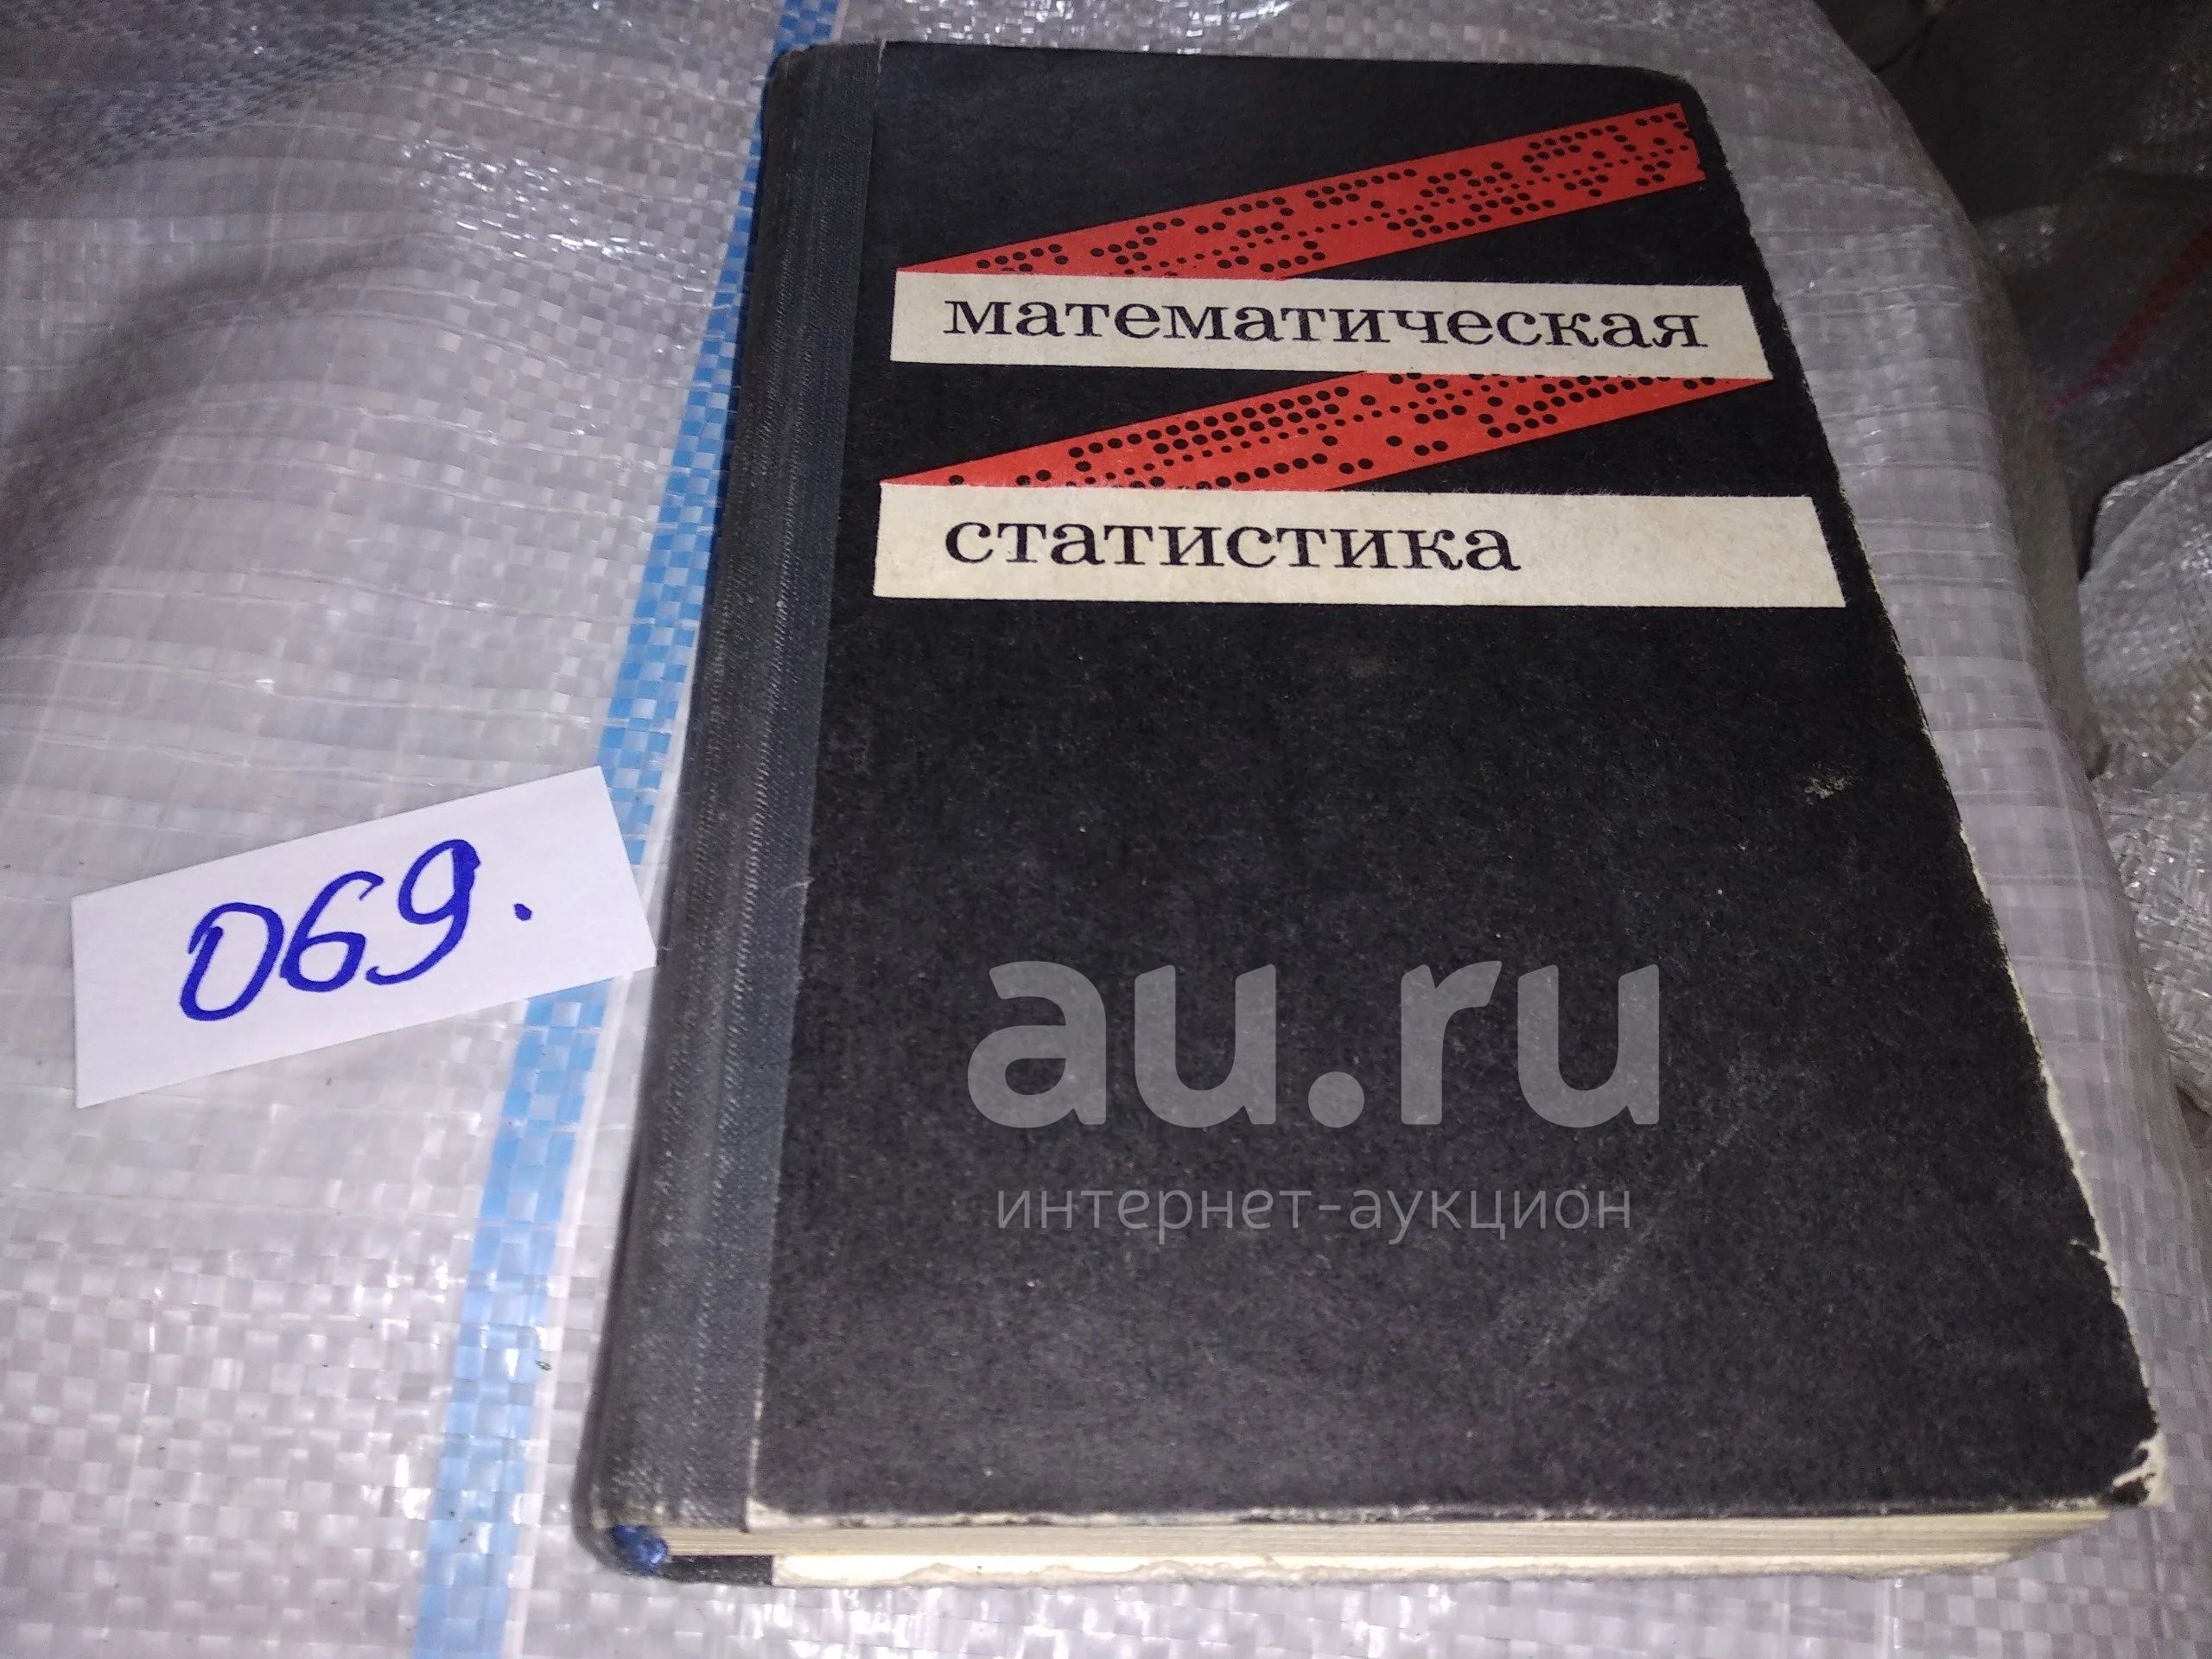 математическая
статистика
069.
au.ru
интернет-аукцион